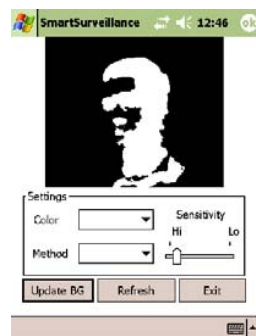 SmartSurveillance 12:46 ok
Settings
Color Sensitivity
Hi Lo
Method
Update BG Refresh Exit